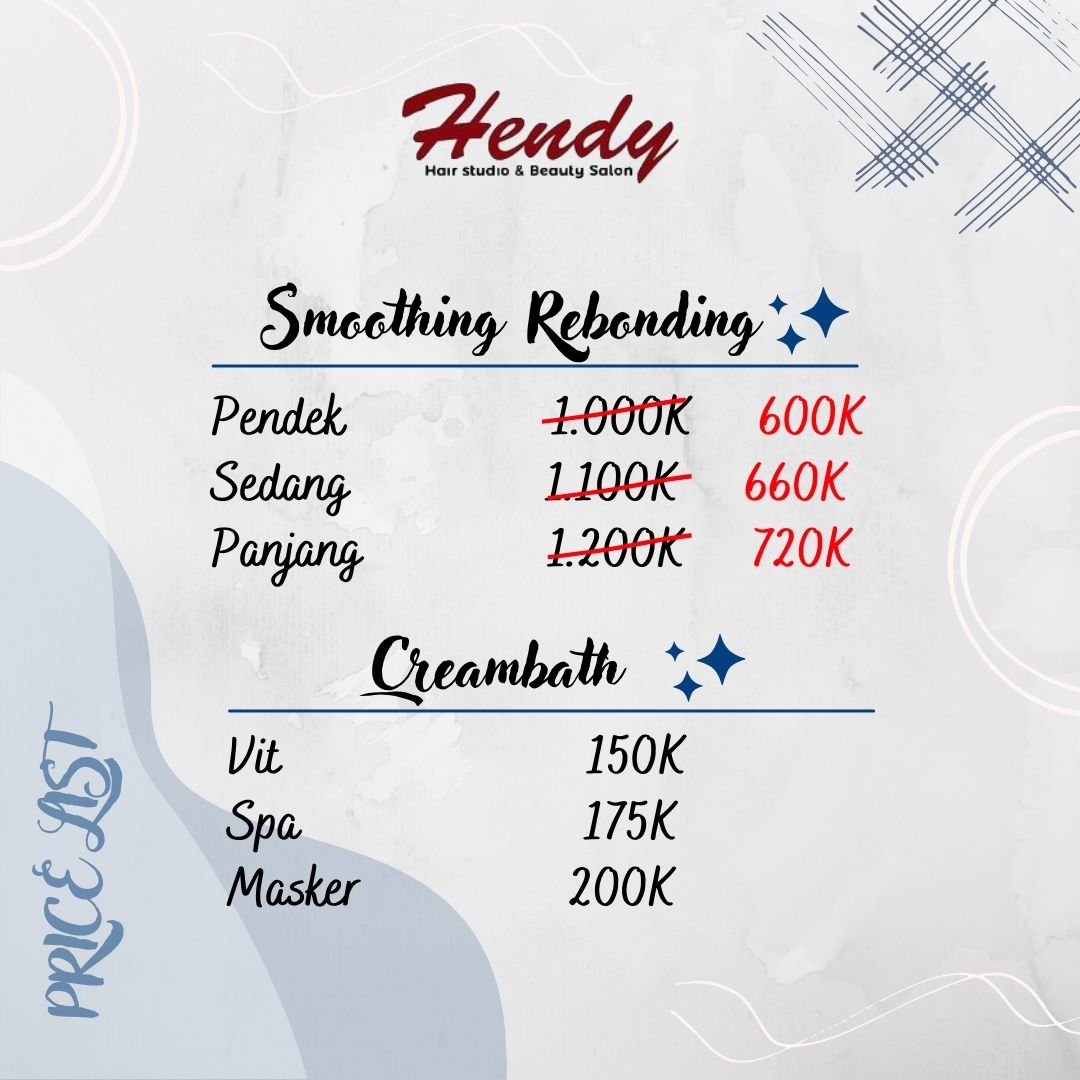 Hendy
Hair studio & Beauty Salon
Smoothing Rebonding
Pendek 1.000K 600K
Sedang 1.100K 660K
Panjang 1.200K 720K
Creambath
Vit 150K
Spa 175K
Masker 200K
PRICE LIST